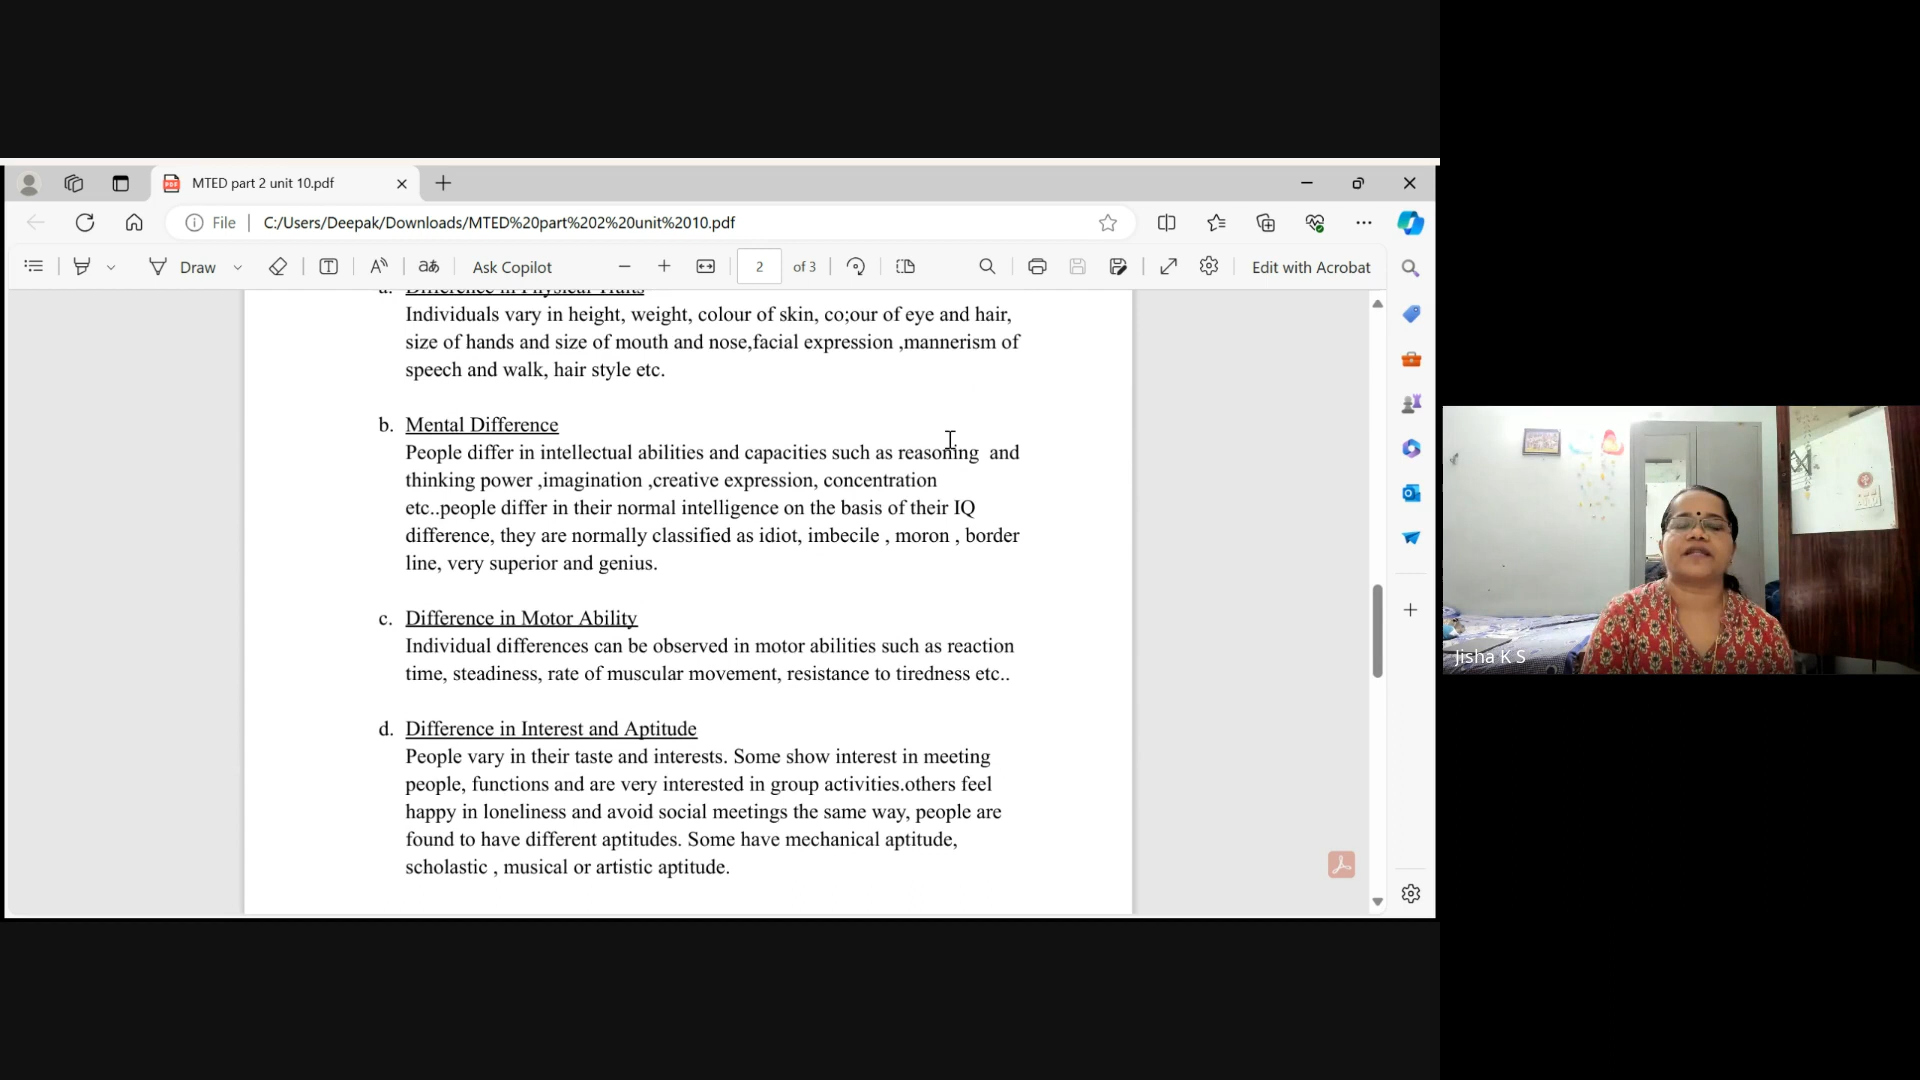 MTED part 2 unit 10.pdf
File
C:/Users/Deepak/Downloads/MTED%20part%202%20unit%2010.pdf
Draw
aあ
Ask Copilot
2
of 3
Edit with Acrobat
a. Difference in Physical Traits
Individuals vary in height, weight, colour of skin, co;our of eye and hair,
size of hands and size of mouth and nose,facial expression ,mannerism of
speech and walk, hair style etc.
b. Mental Difference
People differ in intellectual abilities and capacities such as reasoning  and
thinking power ,imagination ,creative expression, concentration
etc..people differ in their normal intelligence on the basis of their IQ
difference, they are normally classified as idiot, imbecile , moron , border
line, very superior and genius.
c. Difference in Motor Ability
Individual differences can be observed in motor abilities such as reaction
time, steadiness, rate of muscular movement, resistance to tiredness etc..
d. Difference in Interest and Aptitude
People vary in their taste and interests. Some show interest in meeting
people, functions and are very interested in group activities.others feel
happy in loneliness and avoid social meetings the same way, people are
found to have different aptitudes. Some have mechanical aptitude,
scholastic , musical or artistic aptitude.
Jisha K S